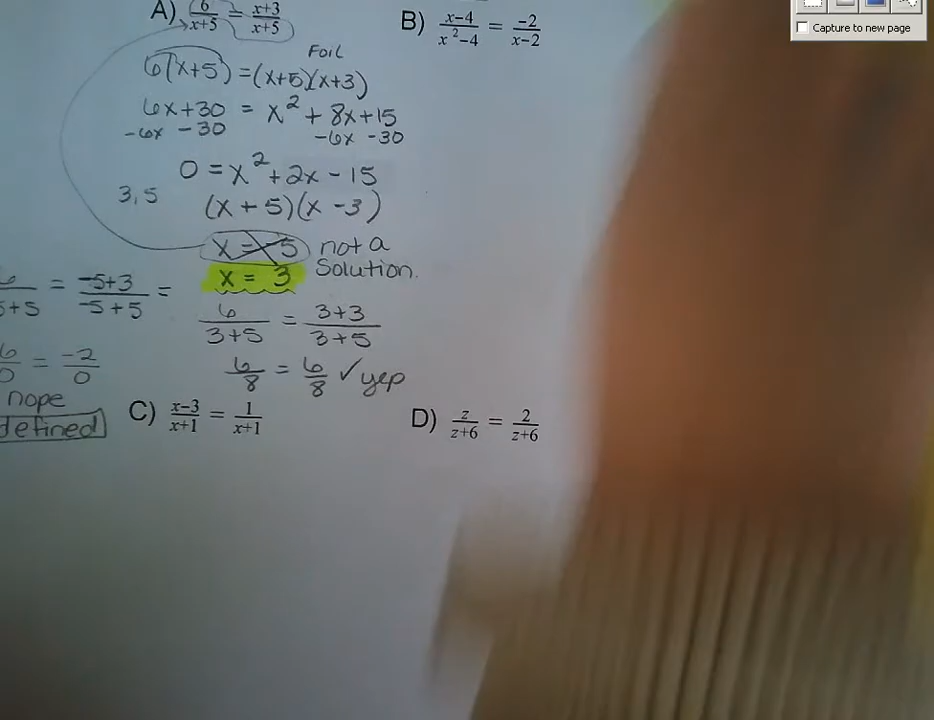 A) 6/x+5 = x+3/x+5
B) x-4/x²-4 = -2/x-2
Capture to new page
Foil
6(x+5) = (x+5)(x+3)
6x+30 = x² + 8x+15
-6x -30 -6x -30
0 = x² +2x - 15
3,5 (x + 5)(x - 3)
x = -5 not a
x = 3 Solution.
= -5+3/-5+5 =
6/3+5 = 3+3/3+5
= -2/0
6/8 = 6/8 ✓ yep
nope
defined
C) x-3/x+1 = 1/x+1
D) z/z+6 = 2/z+6